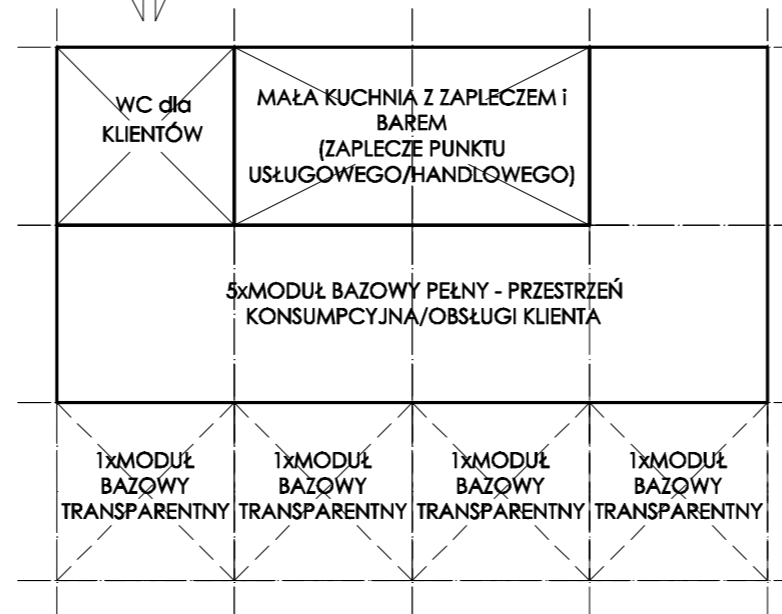 WC dla
KLIENTÓW
MAŁA KUCHNIA Z ZAPLECZEM i
BAREM
(ZAPLECZE PUNKTU
USŁUGOWEGO/HANDLOWEGO)
5xMODUŁ BAZOWY PEŁNY - PRZESTRZEŃ
KONSUMPCYJNA/OBSŁUGI KLIENTA
1xMODUŁ
BAZOWY
TRANSPARENTNY
1xMODUŁ
BAZOWY
TRANSPARENTNY
1xMODUŁ
BAZOWY
TRANSPARENTNY
1xMODUŁ
BAZOWY
TRANSPARENTNY